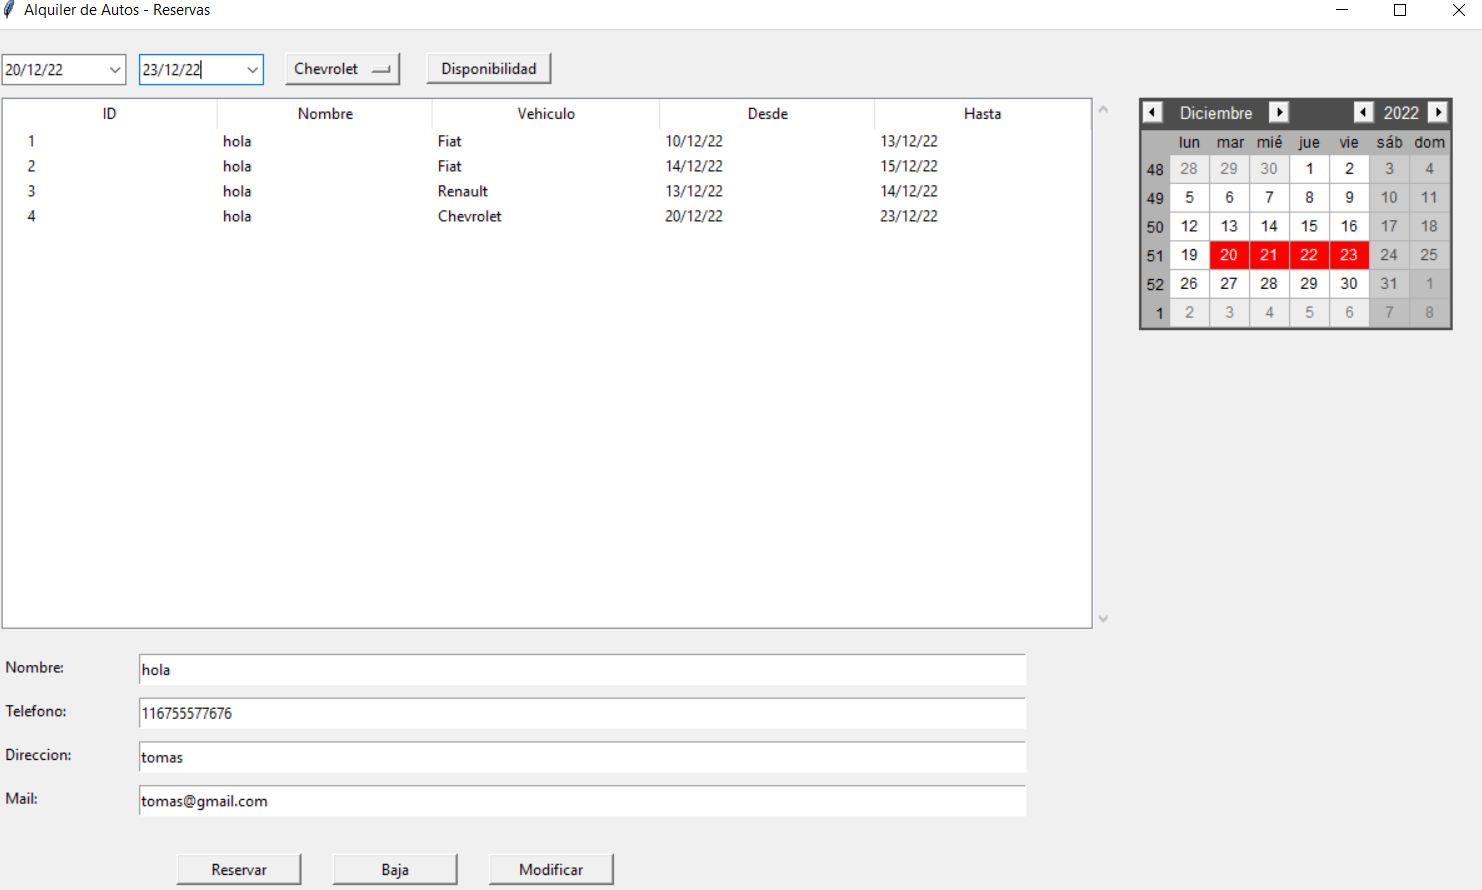 Alquiler de Autos - Reservas
20/12/22 23/12/22 Chevrolet Disponibilidad
ID Nombre Vehiculo Desde Hasta
1 hola Fiat 10/12/22 13/12/22
2 hola Fiat 14/12/22 15/12/22
3 hola Renault 13/12/22 14/12/22
4 hola Chevrolet 20/12/22 23/12/22
Diciembre 2022
lun mar mié jue vie sáb dom
48 28 29 30 1 2 3 4
49 5 6 7 8 9 10 11
50 12 13 14 15 16 17 18
51 19 20 21 22 23 24 25
52 26 27 28 29 30 31 1
1 2 3 4 5 6 7 8
Nombre: hola
Telefono: 116755577676
Direccion: tomas
Mail: tomas@gmail.com
Reservar Baja Modificar